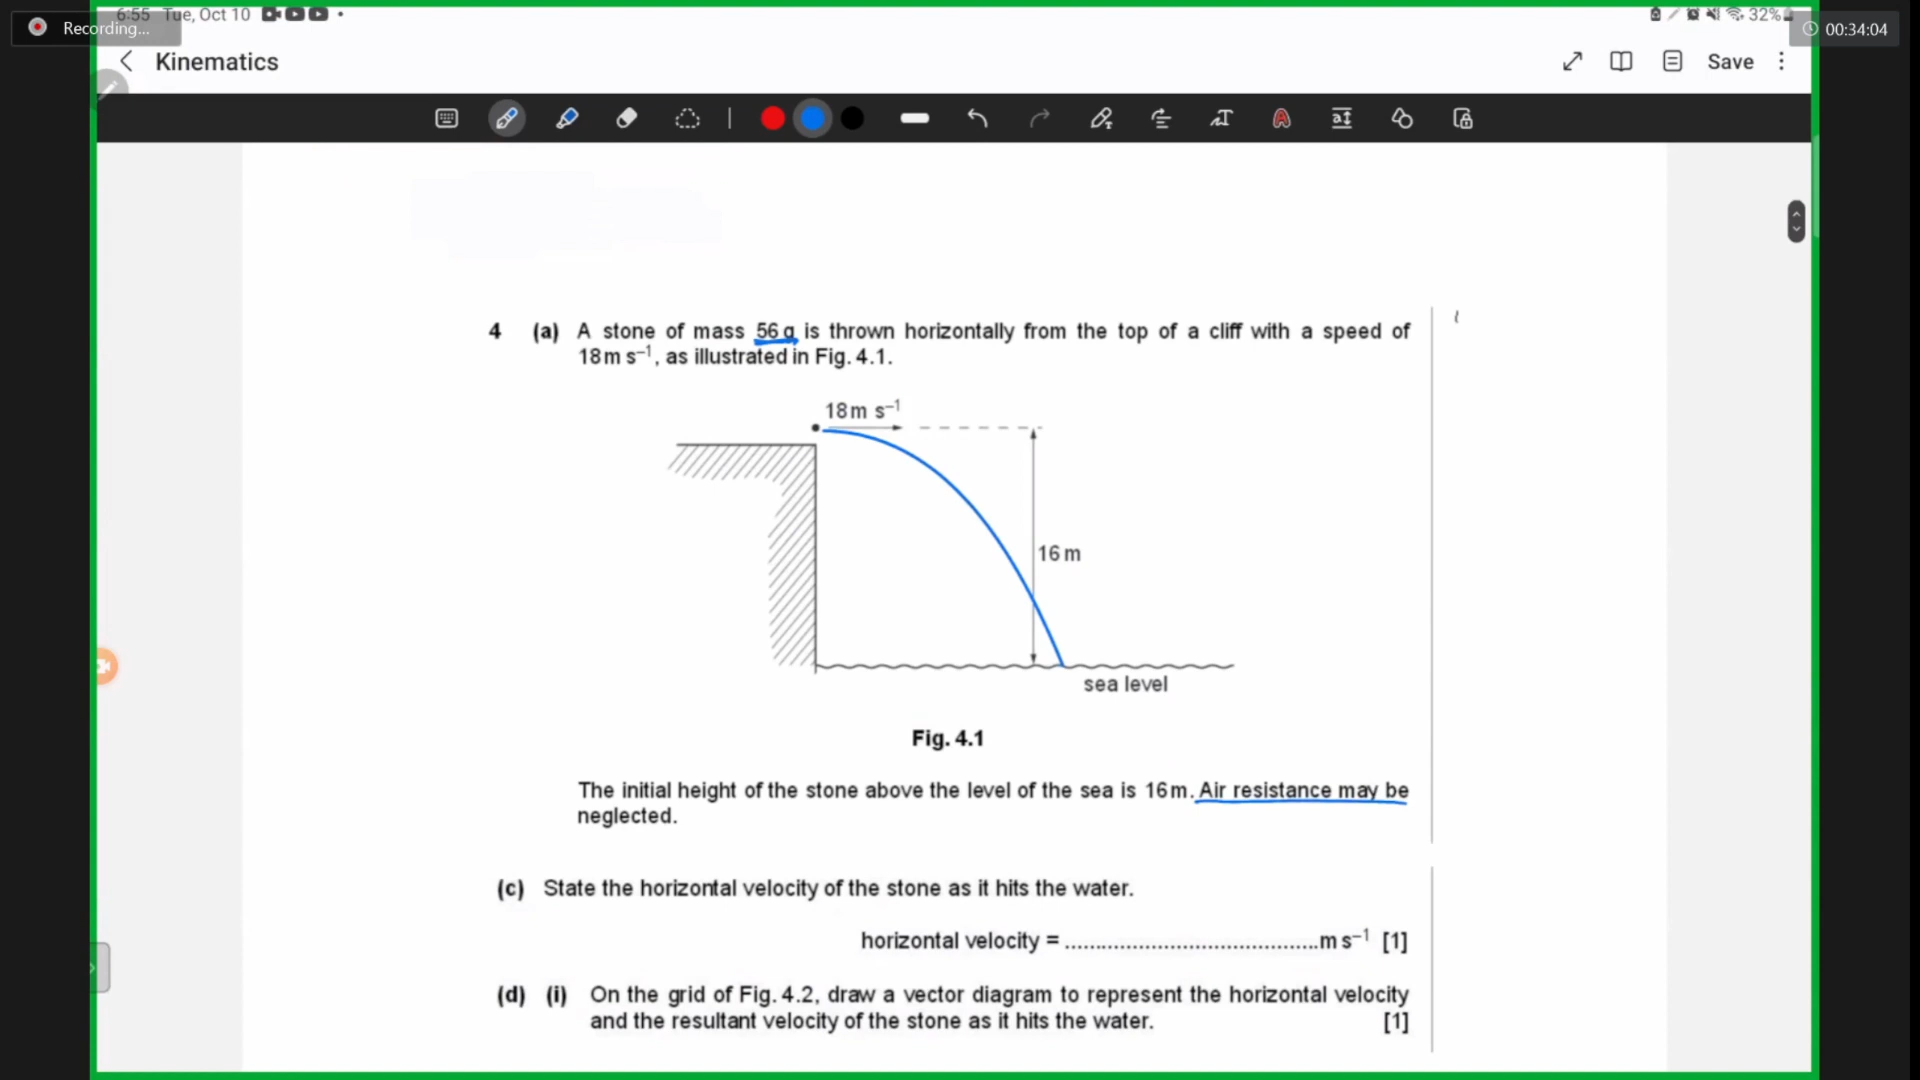 6:55 Tue, Oct 10
32%
Recording...
00:34:04
Kinematics
Save
4 (a) A stone of mass 56 g is thrown horizontally from the top of a cliff with a speed of
18 m s⁻¹, as illustrated in Fig. 4.1.
18 m s⁻¹
16 m
sea level
Fig. 4.1
The initial height of the stone above the level of the sea is 16 m. Air resistance may be
neglected.
(c) State the horizontal velocity of the stone as it hits the water.
horizontal velocity = ...................................... m s⁻¹ [1]
(d) (i) On the grid of Fig. 4.2, draw a vector diagram to represent the horizontal velocity
and the resultant velocity of the stone as it hits the water. [1]